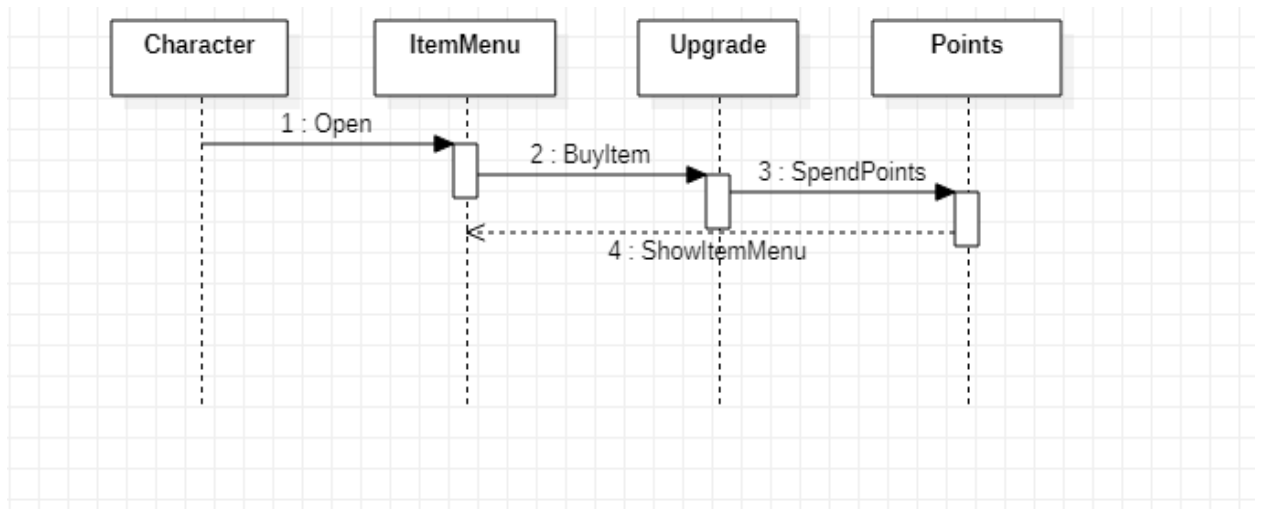 Character
ItemMenu
Upgrade
Points
1 : Open
2 : BuyItem
3 : SpendPoints
4 : ShowItemMenu